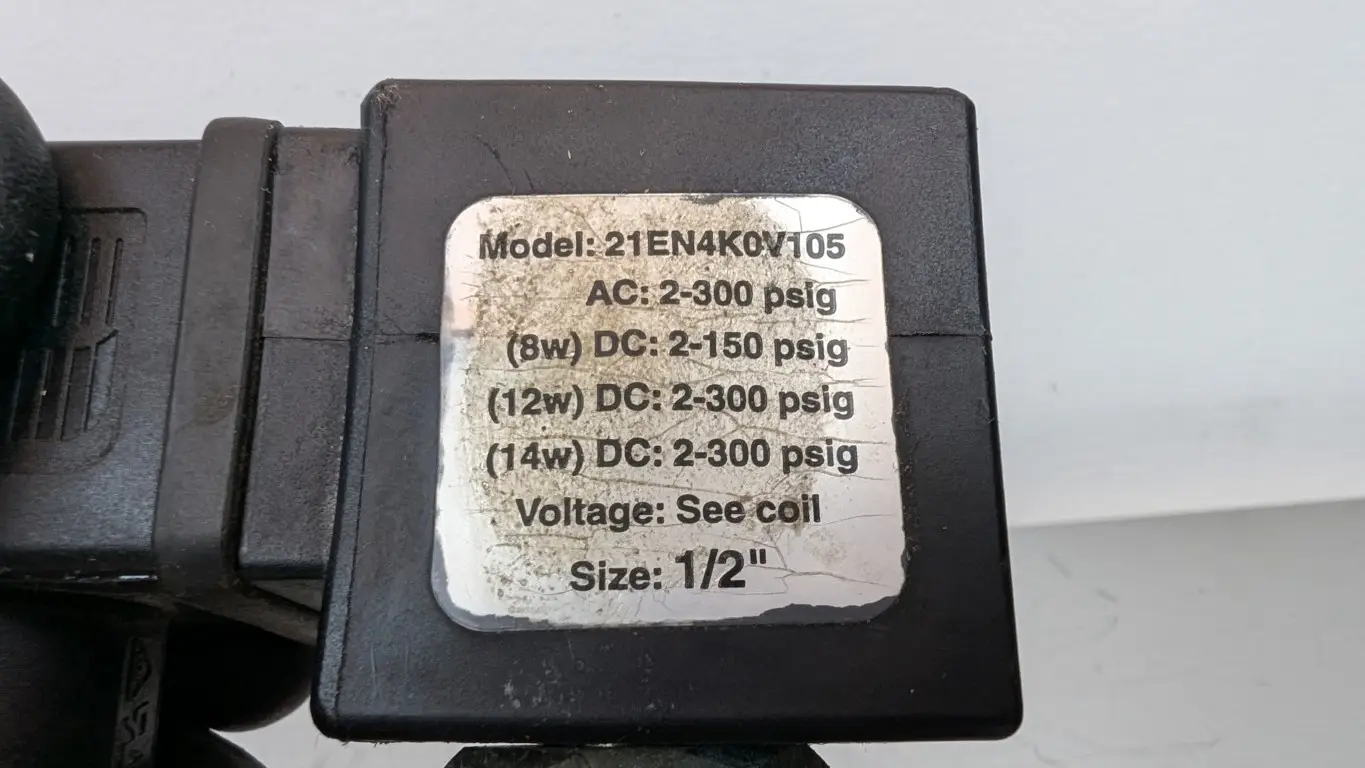 Model: 21EN4K0V105
AC: 2-300 psig
(8w) DC: 2-150 psig
(12w) DC: 2-300 psig
(14w) DC: 2-300 psig
Voltage: See coil
Size: 1/2"